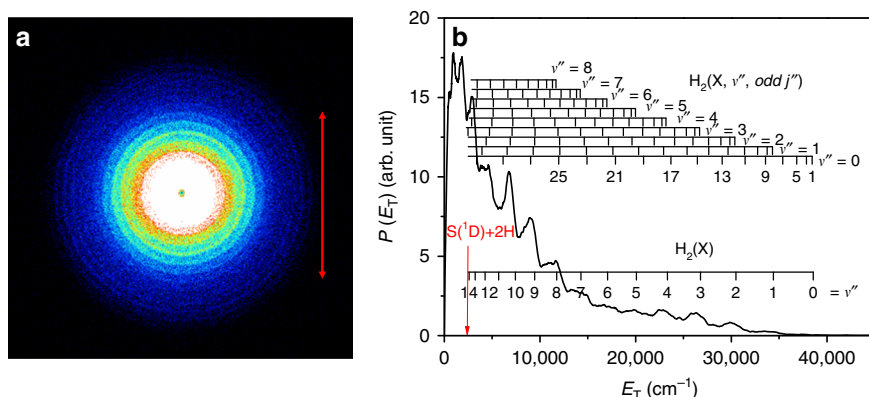 a
b
20
15
10
5
0
P (E_T) (arb. unit)
v″ = 8
v″ = 7
v″ = 6
v″ = 5
v″ = 4
v″ = 3
v″ = 2
v″ = 1
v″ = 0
H₂(X, v″, odd j″)
25 21 17 13 9 5 1
S(¹D)+2H
H₂(X)
14 12 10 9 8 7 6 5 4 3 2 1 0 = v″
0 10,000 20,000 30,000 40,000
E_T (cm⁻¹)